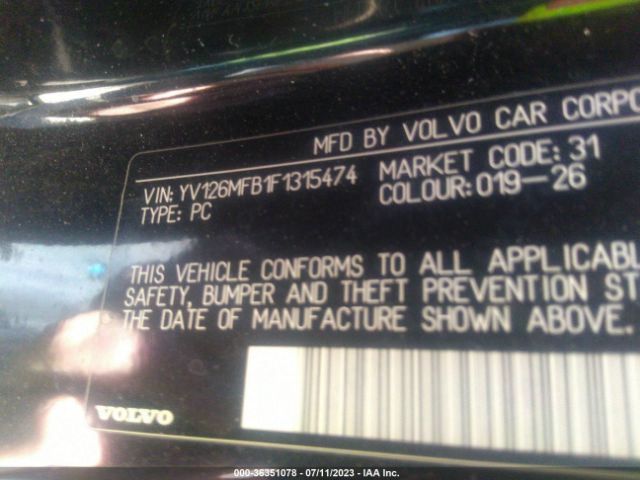 MFD BY VOLVO CAR CORPO
VIN: YV126MFB1F1315474
MARKET CODE: 31
TYPE: PC
COLOUR: 019-26
THIS VEHICLE CONFORMS TO ALL APPLICABL
SAFETY, BUMPER AND THEFT PREVENTION ST
THE DATE OF MANUFACTURE SHOWN ABOVE.
VOLVO
000-36351078 - 07/11/2023 - IAA Inc.